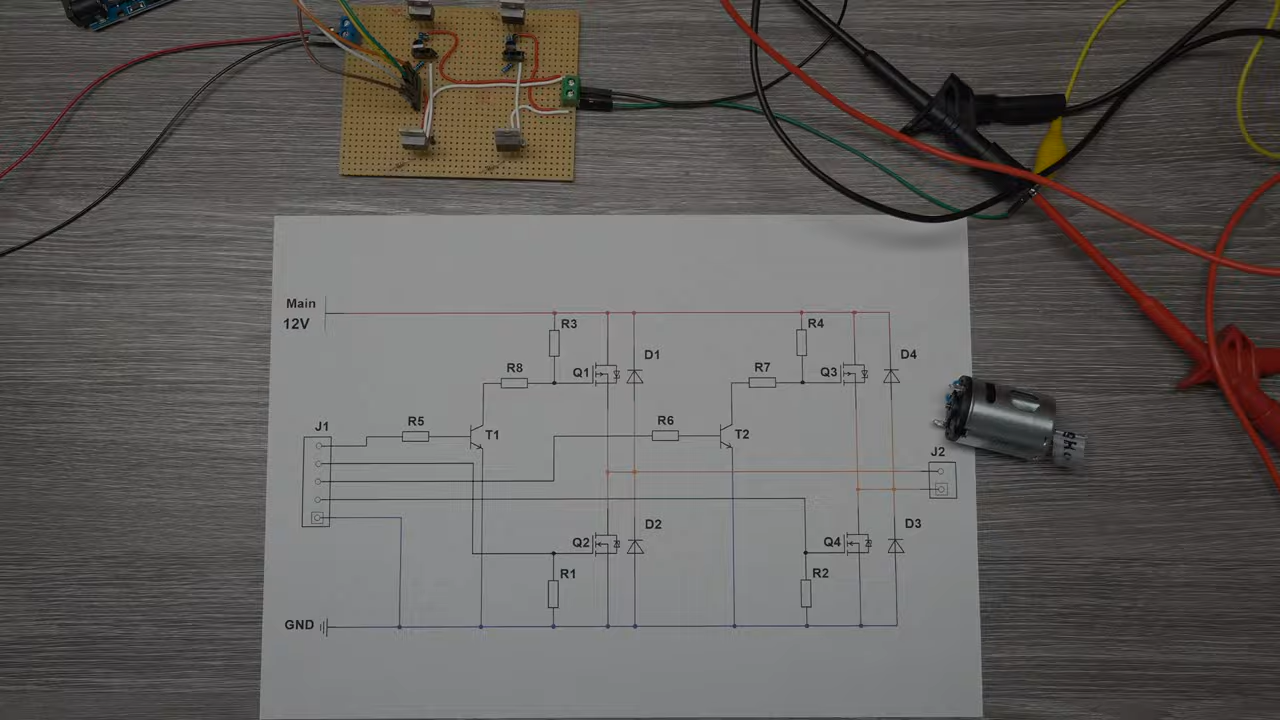 Main
12V
R3
R4
D1
D4
R8
Q1
R7
Q3
J1
R5
T1
R6
T2
J2
Q2
D2
Q4
D3
R1
R2
GND